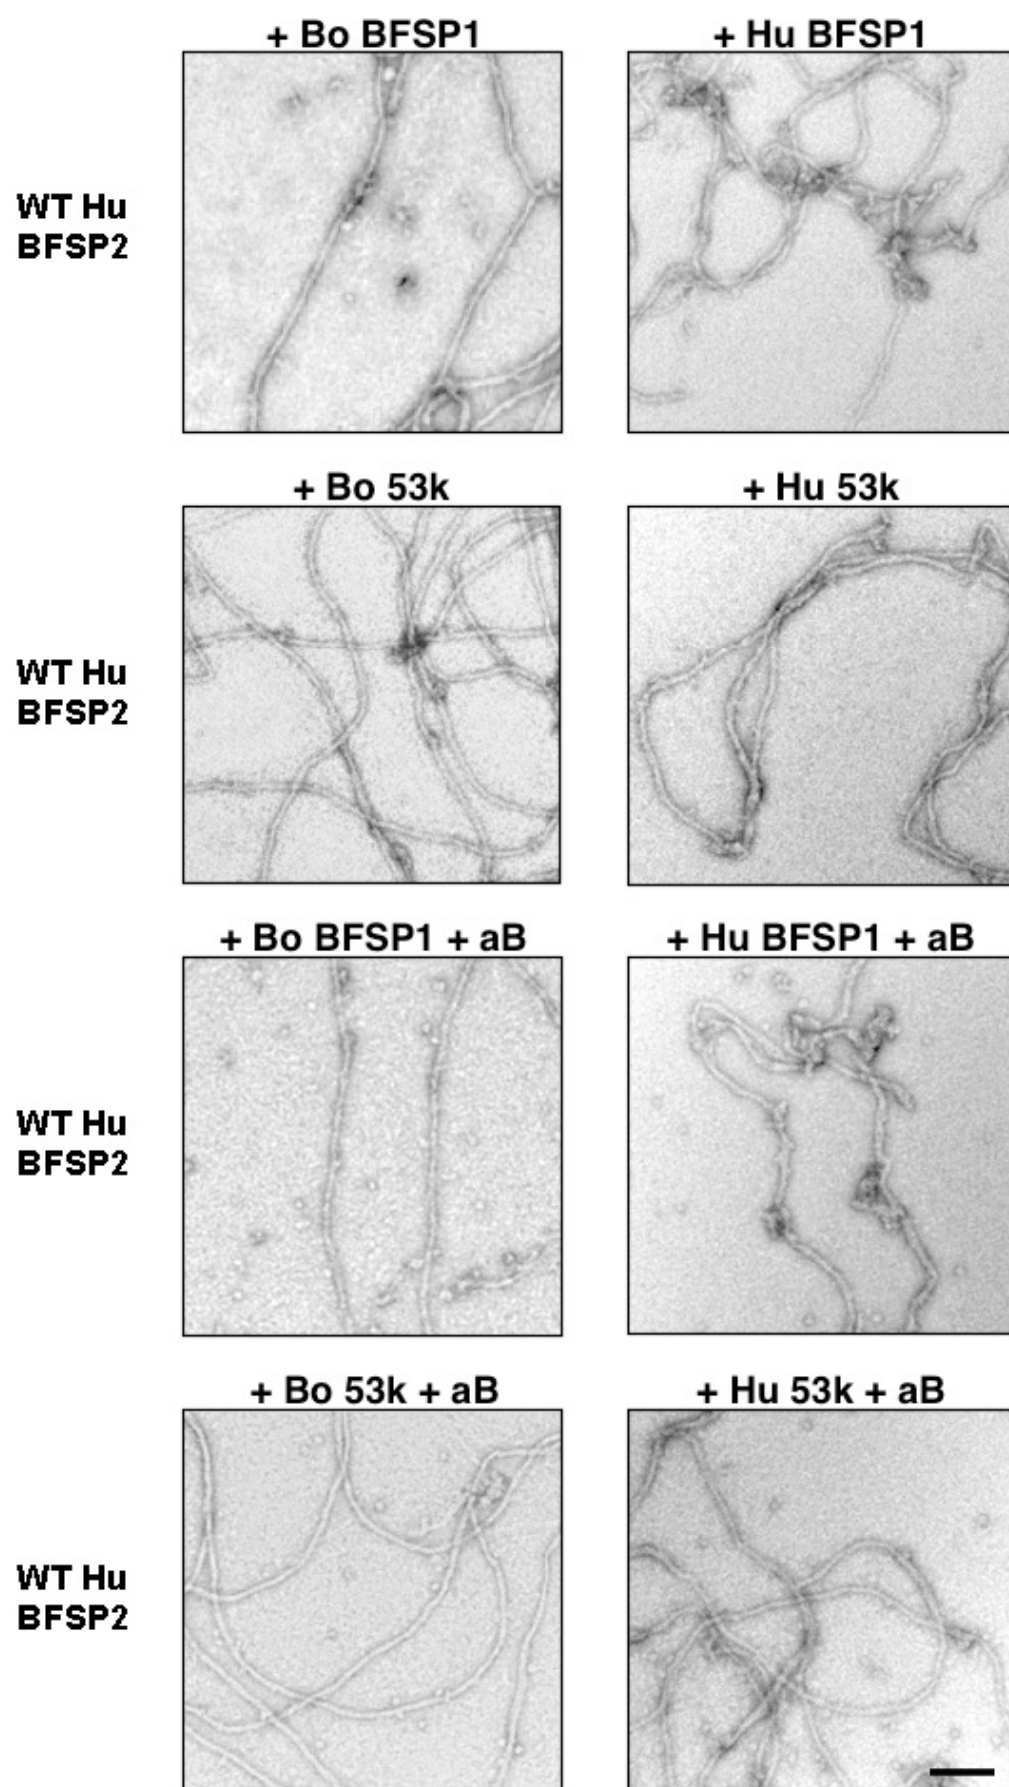 + Bo BFSP1
+ Hu BFSP1
WT Hu
BFSP2
+ Bo 53k
+ Hu 53k
WT Hu
BFSP2
+ Bo BFSP1 + aB
+ Hu BFSP1 + aB
WT Hu
BFSP2
+ Bo 53k + aB
+ Hu 53k + aB
WT Hu
BFSP2